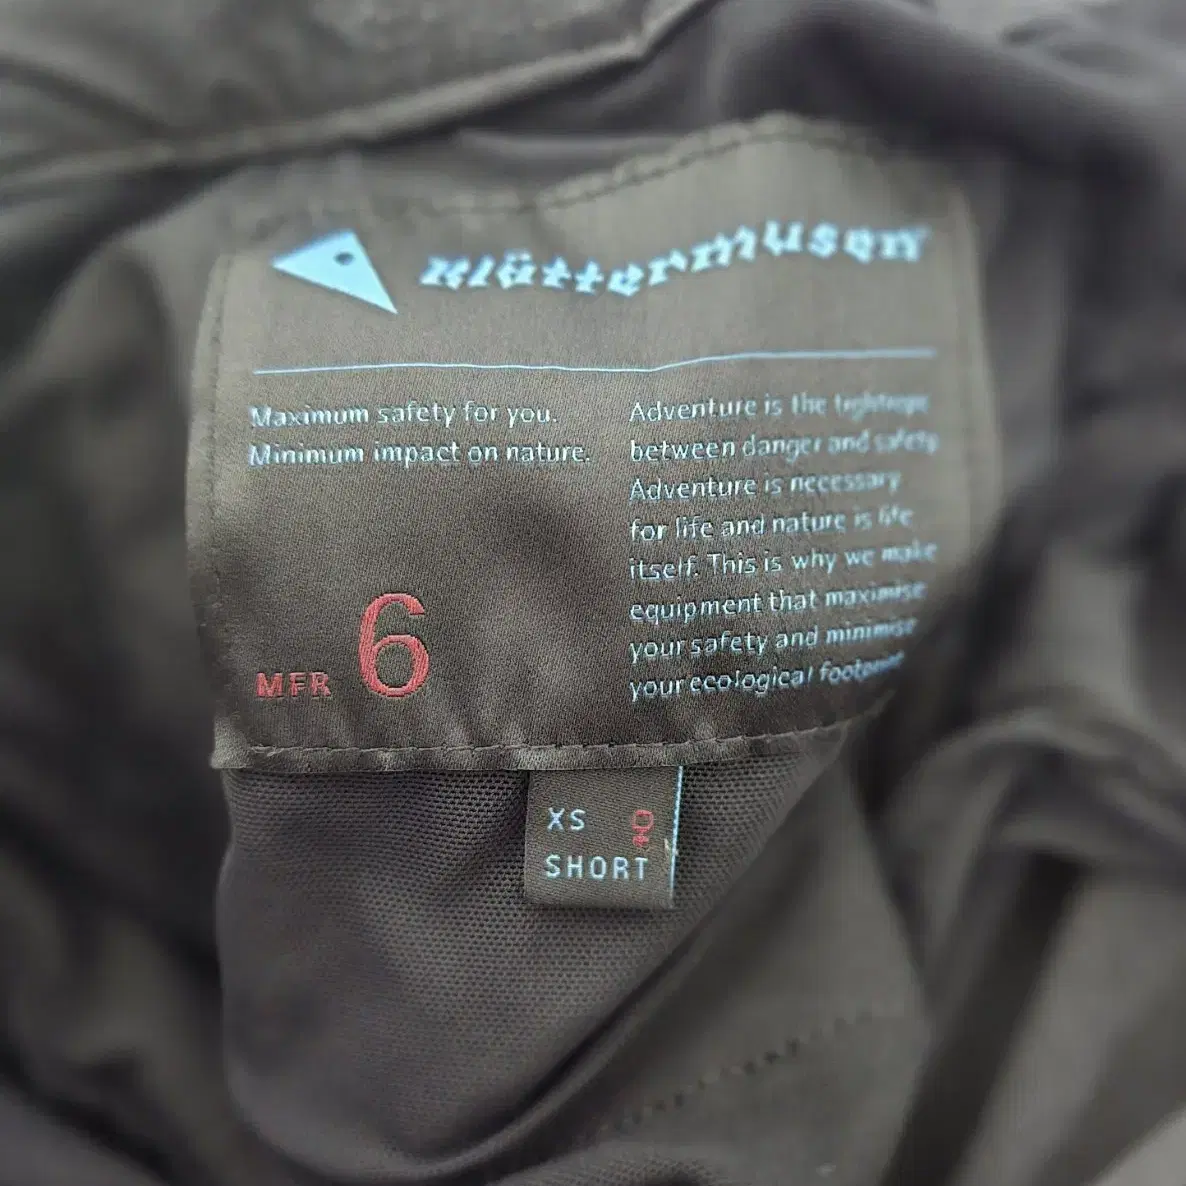 Klättermusen
Maximum safety for you.
Minimum impact on nature.
Adventure is the tightrope
between danger and safety
Adventure is necessary
for life and nature is life
itself. This is why we make
equipment that maximise
your safety and minimise
your ecological footprint
MFR 6
XS
SHORT